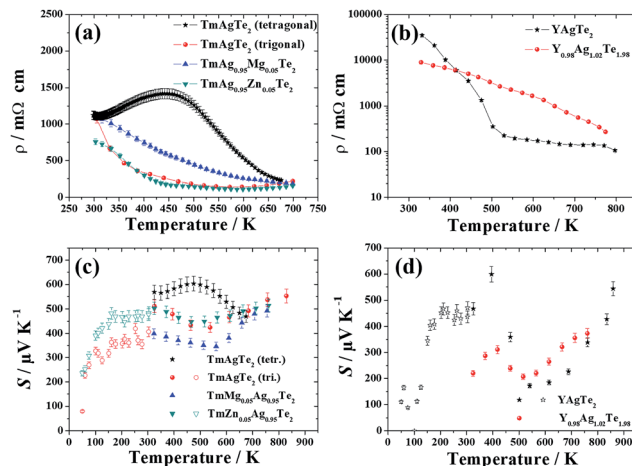 (a)
TmAgTe₂ (tetragonal)
TmAgTe₂ (trigonal)
TmAg₀.₉₅Mg₀.₀₅Te₂
TmAg₀.₉₅Zn₀.₀₅Te₂
ρ / mΩ cm
2500
2000
1500
1000
500
0
250 300 350 400 450 500 550 600 650 700 750
Temperature / K
(b)
YAgTe₂
Y₀.₉₈Ag₁.₀₂Te₁.₉₈
ρ / mΩ cm
100000
10000
1000
100
10
300 400 500 600 700 800
Temperature / K
(c)
TmAgTe₂ (tetr.)
TmAgTe₂ (tri.)
TmMg₀.₀₅Ag₀.₉₅Te₂
TmZn₀.₀₅Ag₀.₉₅Te₂
S / μV K⁻¹
700
600
500
400
300
200
100
0
0 100 200 300 400 500 600 700 800 900
Temperature / K
(d)
YAgTe₂
Y₀.₉₈Ag₁.₀₂Te₁.₉₈
S / μV K⁻¹
700
600
500
400
300
200
100
0
0 100 200 300 400 500 600 700 800 900
Temperature / K